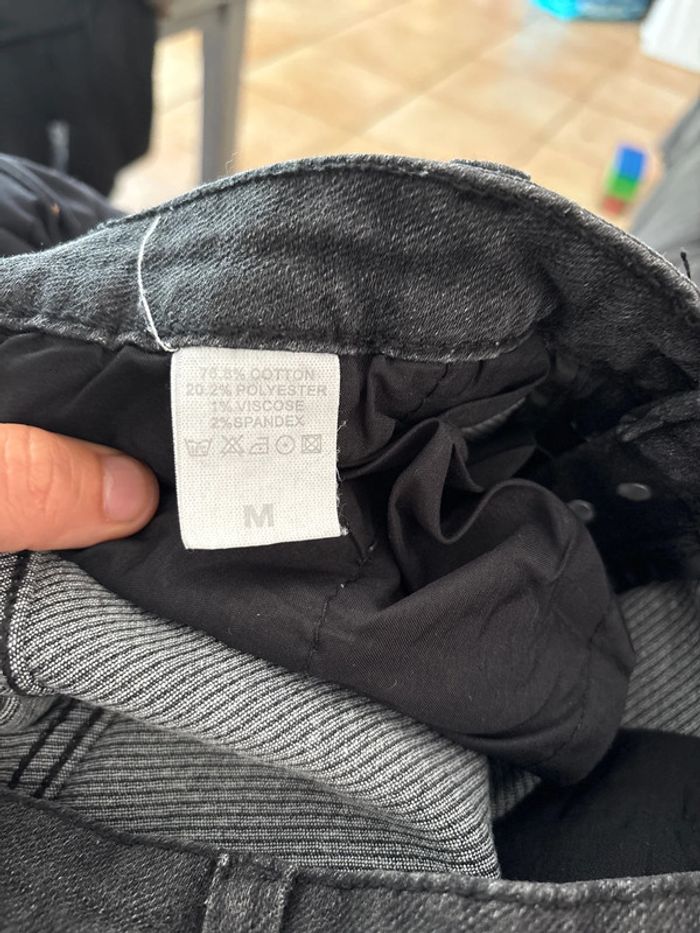 76.8% COTTON
20.2% POLYESTER
1% VISCOSE
2%SPANDEX
M